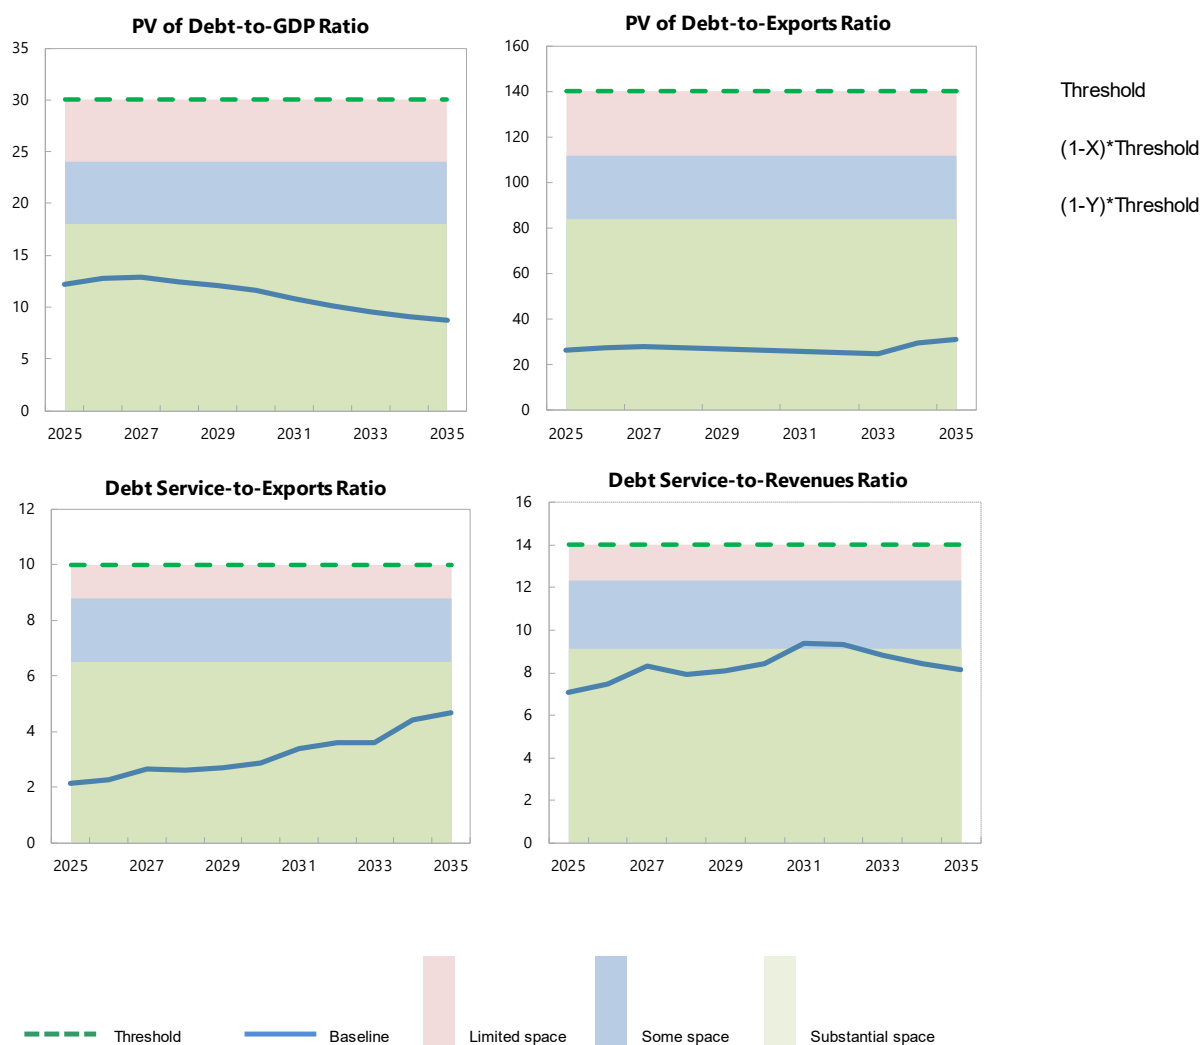 PV of Debt-to-GDP Ratio
35
30
25
20
15
10
5
0
2025 2027 2029 2031 2033 2035
PV of Debt-to-Exports Ratio
160
140
120
100
80
60
40
20
0
2025 2027 2029 2031 2033 2035
Threshold
(1-X)*Threshold
(1-Y)*Threshold
Debt Service-to-Exports Ratio
12
10
8
6
4
2
0
2025 2027 2029 2031 2033 2035
Debt Service-to-Revenues Ratio
16
14
12
10
8
6
4
2
0
2025 2027 2029 2031 2033 2035
Threshold Baseline Limited space Some space Substantial space